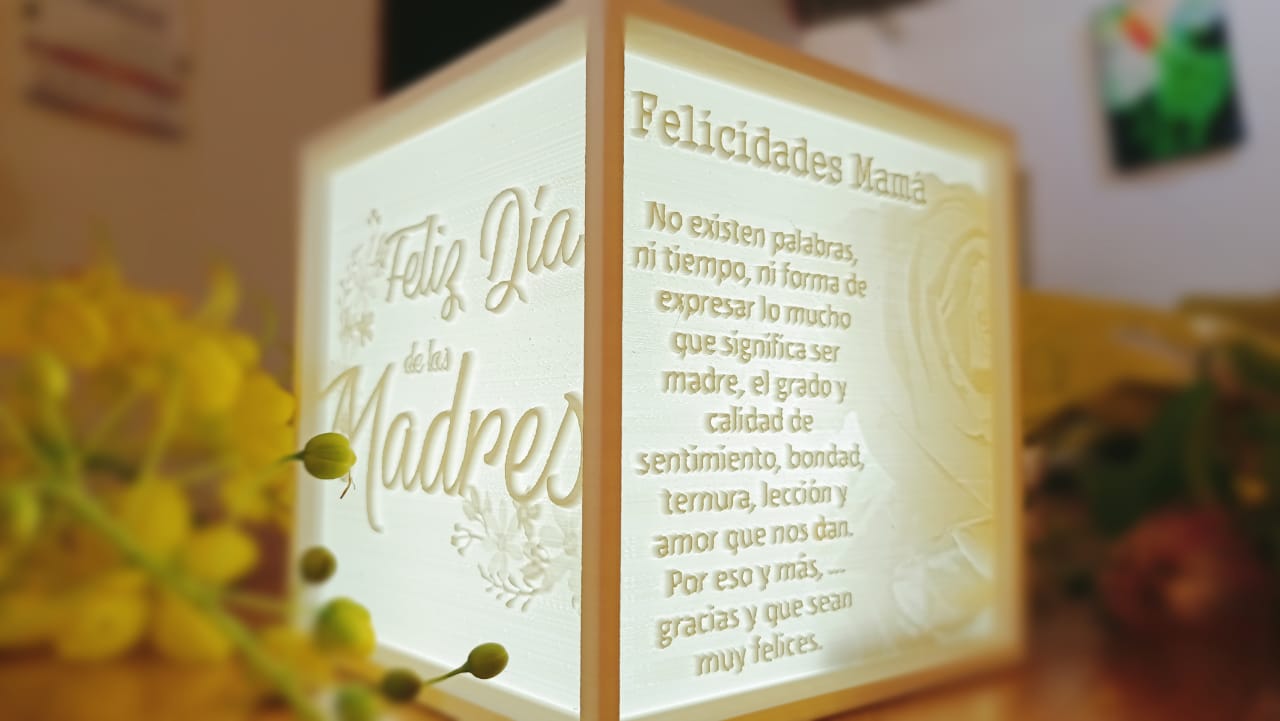 Feliz Día
de las
Madres
Felicidades Mamá
No existen palabras,
ni tiempo, ni forma de
expresar lo mucho
que significa ser
madre, el grado y
calidad de
sentimiento, bondad,
ternura, lección y
amor que nos dan.
Por eso y más, ...
gracias y que sean
muy felices.